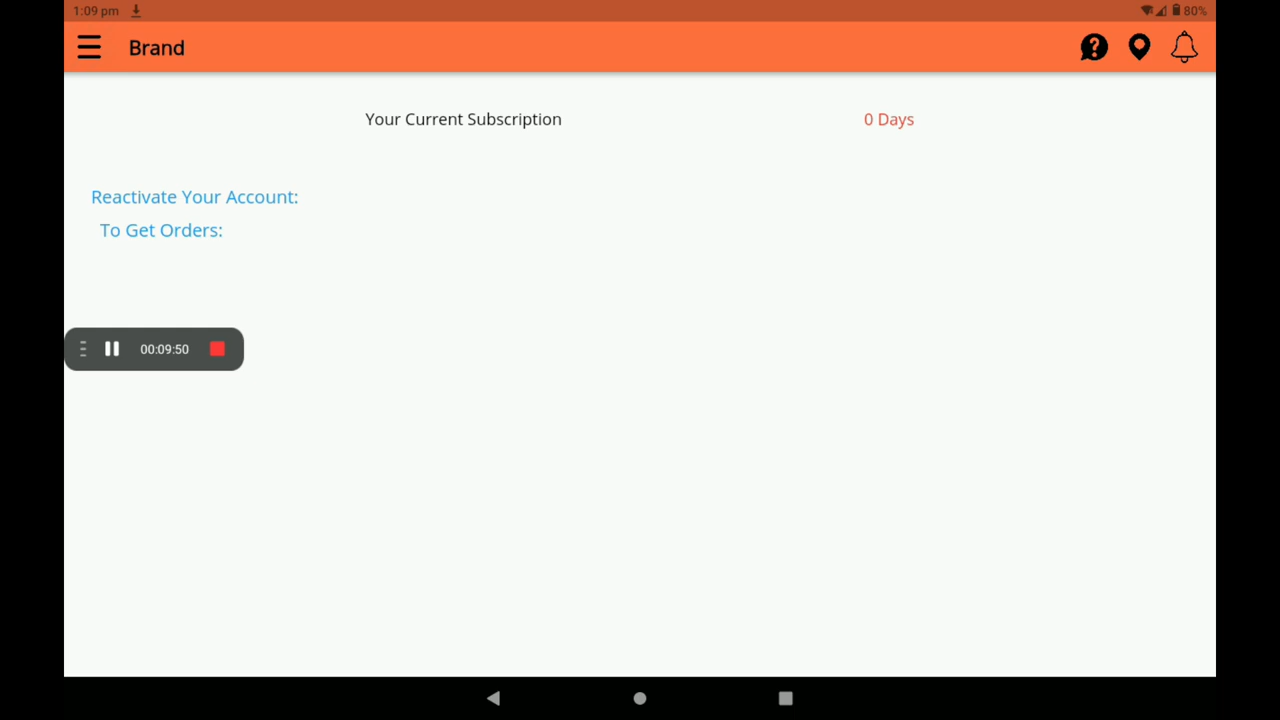 1:09 pm 80%
Brand
Your Current Subscription 0 Days
Reactivate Your Account:
To Get Orders:
00:09:50